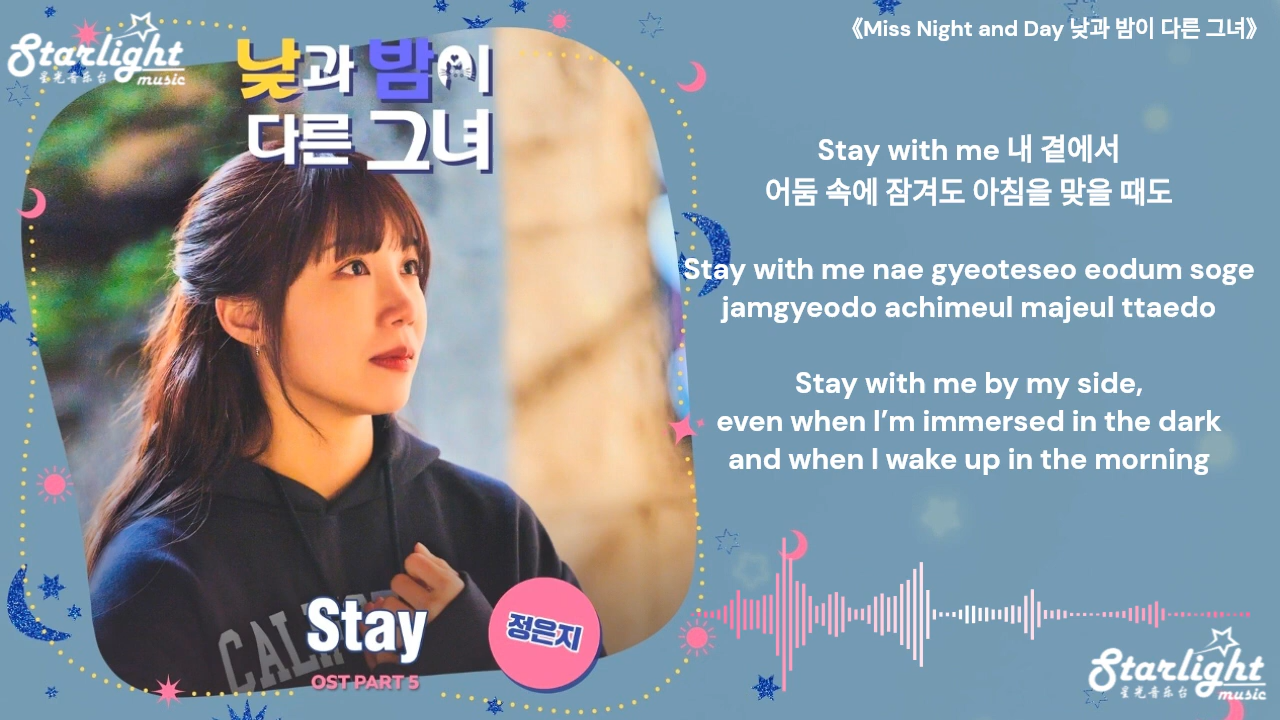 《Miss Night and Day 낮과 밤이 다른 그녀》
Starlight
星光音乐台 music
낮과 밤이
다른 그녀
Stay with me 내 곁에서
어둠 속에 잠겨도 아침을 맞을 때도
Stay with me nae gyeoteseo eodum soge
jamgyeodo achimeul majeul ttaedo
Stay with me by my side,
even when I’m immersed in the dark
and when I wake up in the morning
Stay
OST PART 5
정은지
Starlight
星光音乐台 music